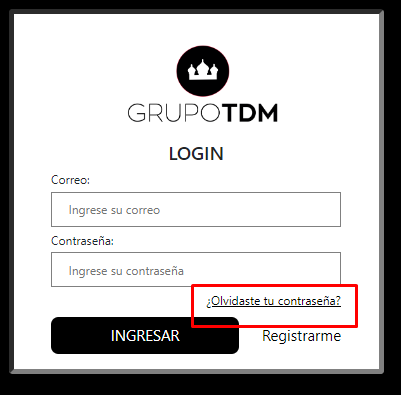 GRUPOTDM
LOGIN
Correo:
Ingrese su correo
Contraseña:
Ingrese su contraseña
¿Olvidaste tu contraseña?
INGRESAR Registrarme